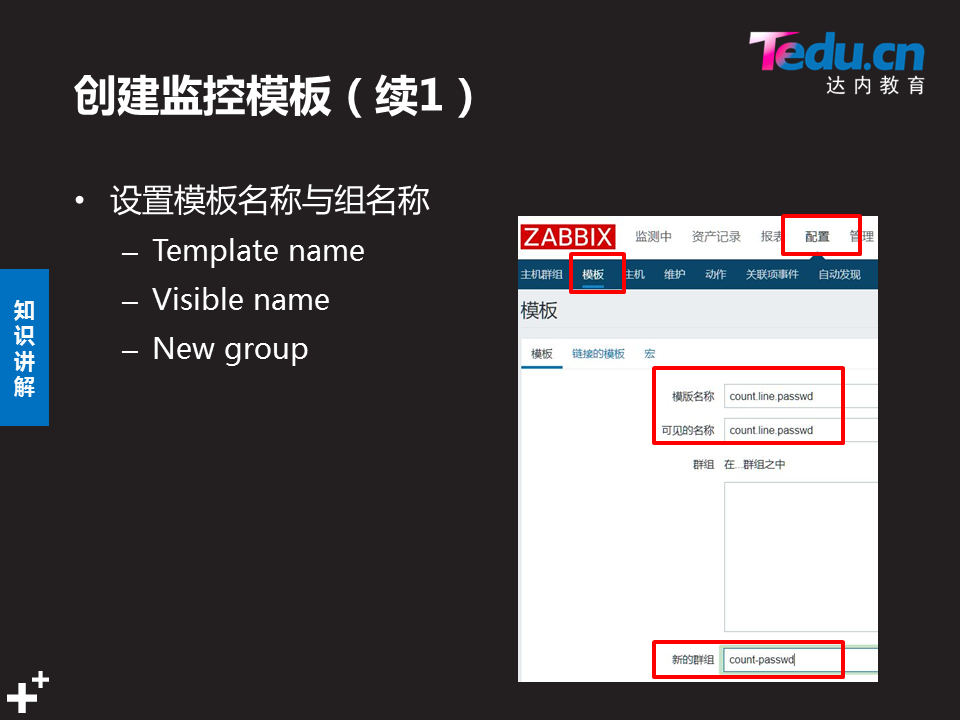 Tedu.cn
达内教育
创建监控模板（续1）
• 设置模板名称与组名称
– Template name
– Visible name
– New group
知识讲解
ZABBIX 监测中 资产记录 报表 配置 管理
主机群组 模板 主机 维护 动作 关联项事件 自动发现
模板
模板 链接的模板 宏
模版名称 count.line.passwd
可见的名称 count.line.passwd
群组 在...群组之中
新的群组 count-passwd